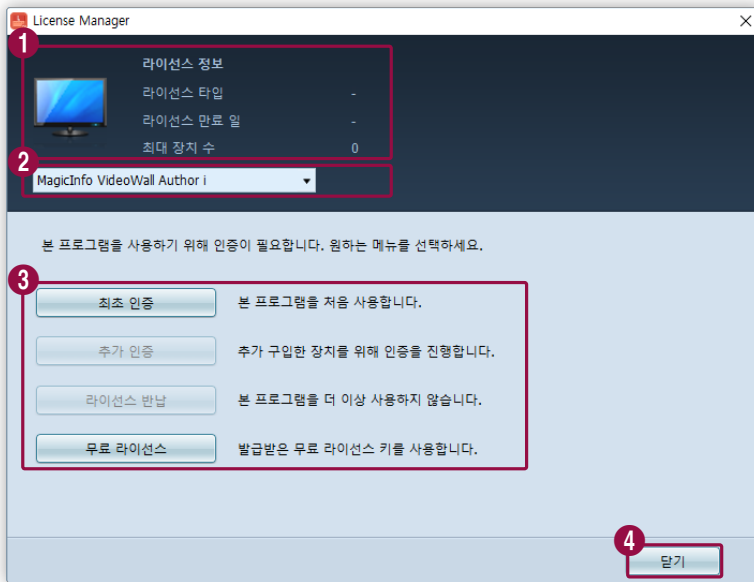 License Manager
1
라이선스 정보
라이선스 타입 -
라이선스 만료 일 -
최대 장치 수 0
2
MagicInfo VideoWall Author i
본 프로그램을 사용하기 위해 인증이 필요합니다. 원하는 메뉴를 선택하세요.
3
최초 인증 본 프로그램을 처음 사용합니다.
추가 인증 추가 구입한 장치를 위해 인증을 진행합니다.
라이선스 반납 본 프로그램을 더 이상 사용하지 않습니다.
무료 라이선스 발급받은 무료 라이선스 키를 사용합니다.
4
닫기